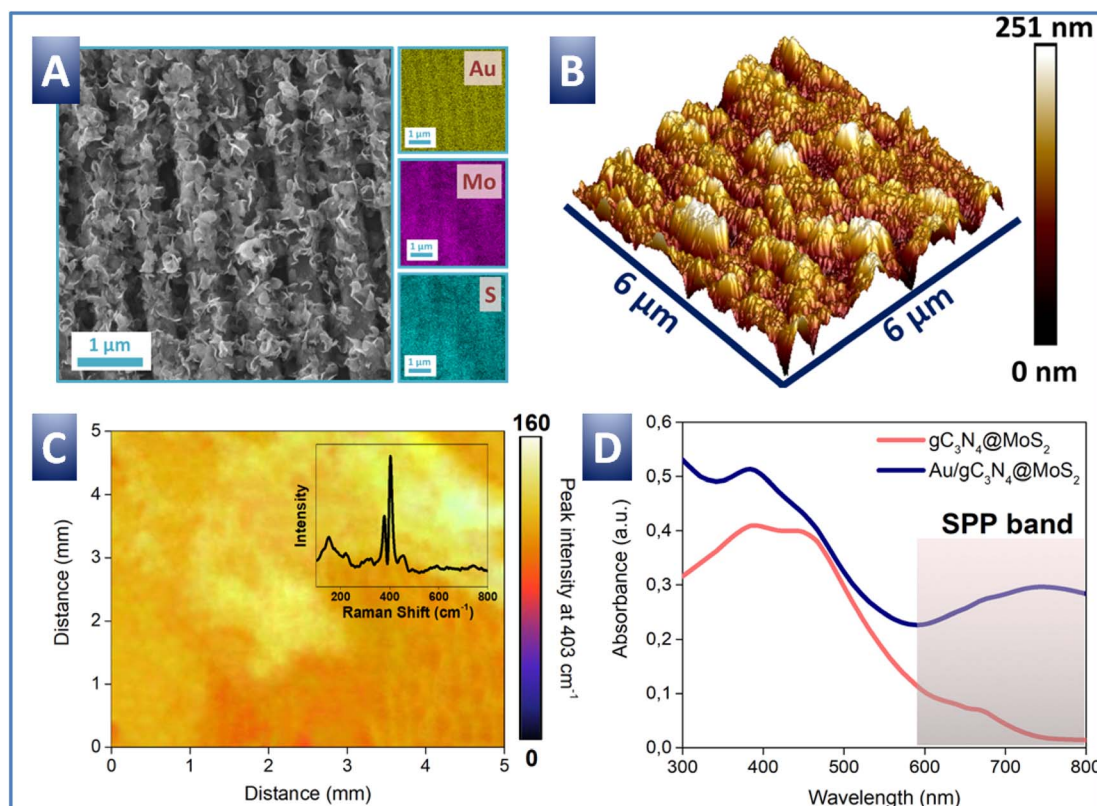 A
Au
1 µm
Mo
1 µm
S
1 µm
1 µm
B
251 nm
0 nm
6 µm
6 µm
C
160
0
Peak intensity at 403 cm⁻¹
5
4
3
2
1
0
Distance (mm)
0 1 2 3 4 5
Distance (mm)
Intensity
200 400 600 800
Raman Shift (cm⁻¹)
D
0,6
0,5
0,4
0,3
0,2
0,1
0,0
Absorbance (a.u.)
gC₃N₄@MoS₂
Au/gC₃N₄@MoS₂
SPP band
300 400 500 600 700 800
Wavelength (nm)